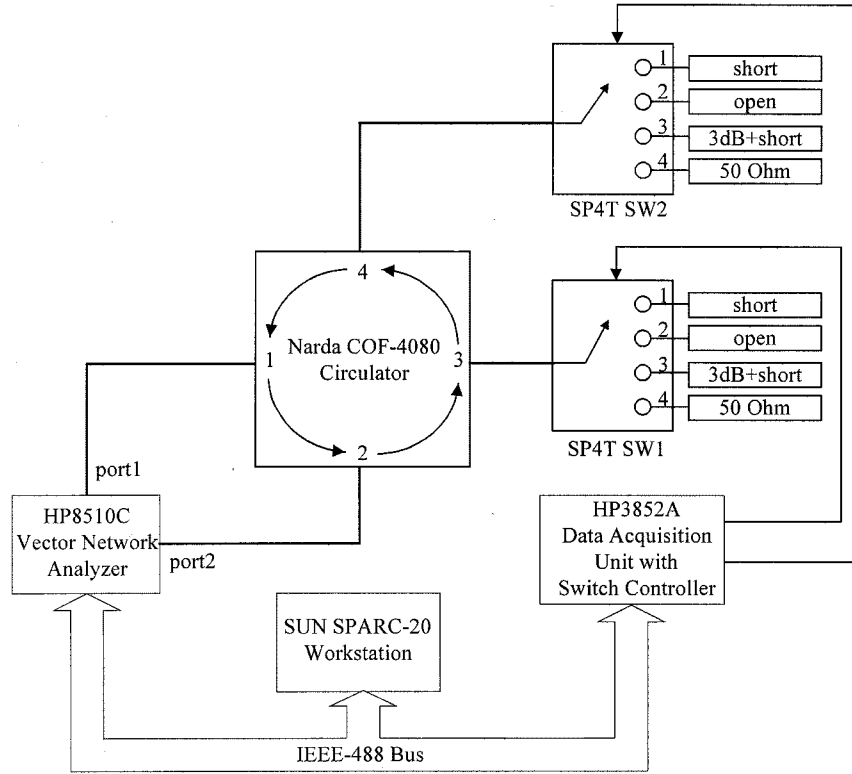 1
short
2
open
3
3dB+short
4
50 Ohm
SP4T SW2
4
1
Narda COF-4080
Circulator
3
2
1
short
2
open
3
3dB+short
4
50 Ohm
SP4T SW1
port1
HP8510C
Vector Network
Analyzer
port2
HP3852A
Data Acquisition
Unit with
Switch Controller
SUN SPARC-20
Workstation
IEEE-488 Bus